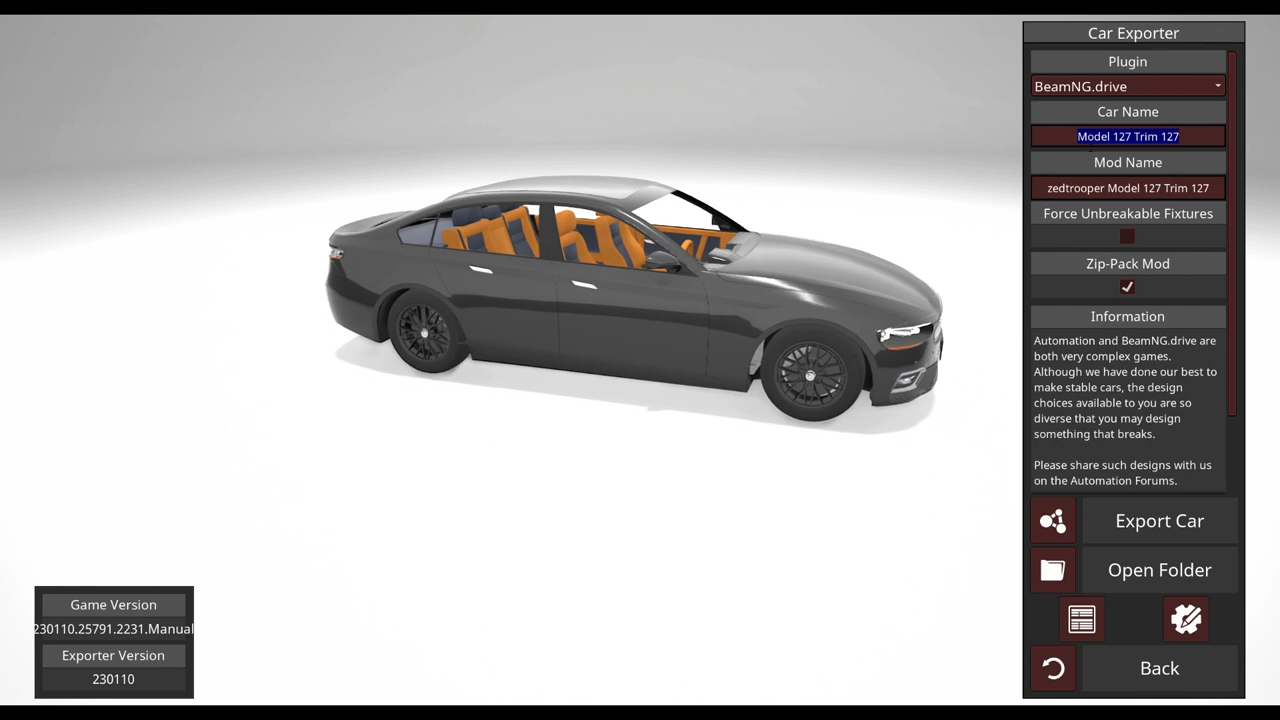 Car Exporter
Plugin
BeamNG.drive
Car Name
Model 127 Trim 127
Mod Name
zedtrooper Model 127 Trim 127
Force Unbreakable Fixtures
Zip-Pack Mod
Information
Automation and BeamNG.drive are
both very complex games.
Although we have done our best to
make stable cars, the design
choices available to you are so
diverse that you may design
something that breaks.
Please share such designs with us
on the Automation Forums.
Export Car
Open Folder
Back
Game Version
230110.25791.2231.Manual
Exporter Version
230110